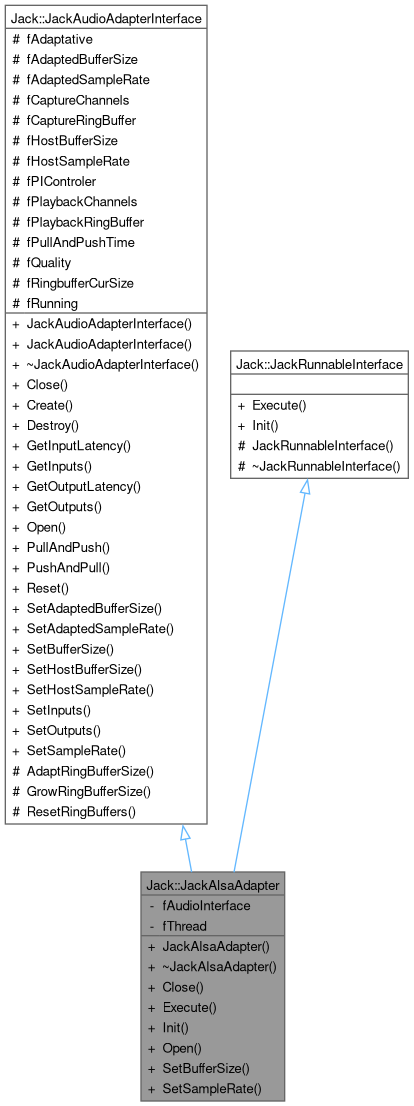 Jack::JackAudioAdapterInterface
# fAdaptative
# fAdaptedBufferSize
# fAdaptedSampleRate
# fCaptureChannels
# fCaptureRingBuffer
# fHostBufferSize
# fHostSampleRate
# fPIControler
# fPlaybackChannels
# fPlaybackRingBuffer
# fPullAndPushTime
# fQuality
# fRingbufferCurSize
# fRunning
+ JackAudioAdapterInterface()
+ JackAudioAdapterInterface()
+ ~JackAudioAdapterInterface()
+ Close()
+ Create()
+ Destroy()
+ GetInputLatency()
+ GetInputs()
+ GetOutputLatency()
+ GetOutputs()
+ Open()
+ PullAndPush()
+ PushAndPull()
+ Reset()
+ SetAdaptedBufferSize()
+ SetAdaptedSampleRate()
+ SetBufferSize()
+ SetHostBufferSize()
+ SetHostSampleRate()
+ SetInputs()
+ SetOutputs()
+ SetSampleRate()
# AdaptRingBufferSize()
# GrowRingBufferSize()
# ResetRingBuffers()
Jack::JackRunnableInterface
+ Execute()
+ Init()
# JackRunnableInterface()
# ~JackRunnableInterface()
Jack::JackAlsaAdapter
- fAudioInterface
- fThread
+ JackAlsaAdapter()
+ ~JackAlsaAdapter()
+ Close()
+ Execute()
+ Init()
+ Open()
+ SetBufferSize()
+ SetSampleRate()